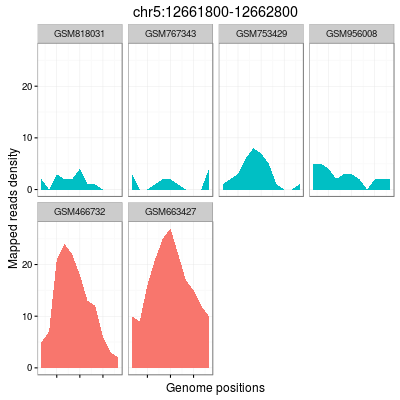 chr5:12661800-12662800
GSM818031 GSM767343 GSM753429 GSM956008
20
10
0
GSM466732 GSM663427
20
10
0
Mapped reads density
Genome positions